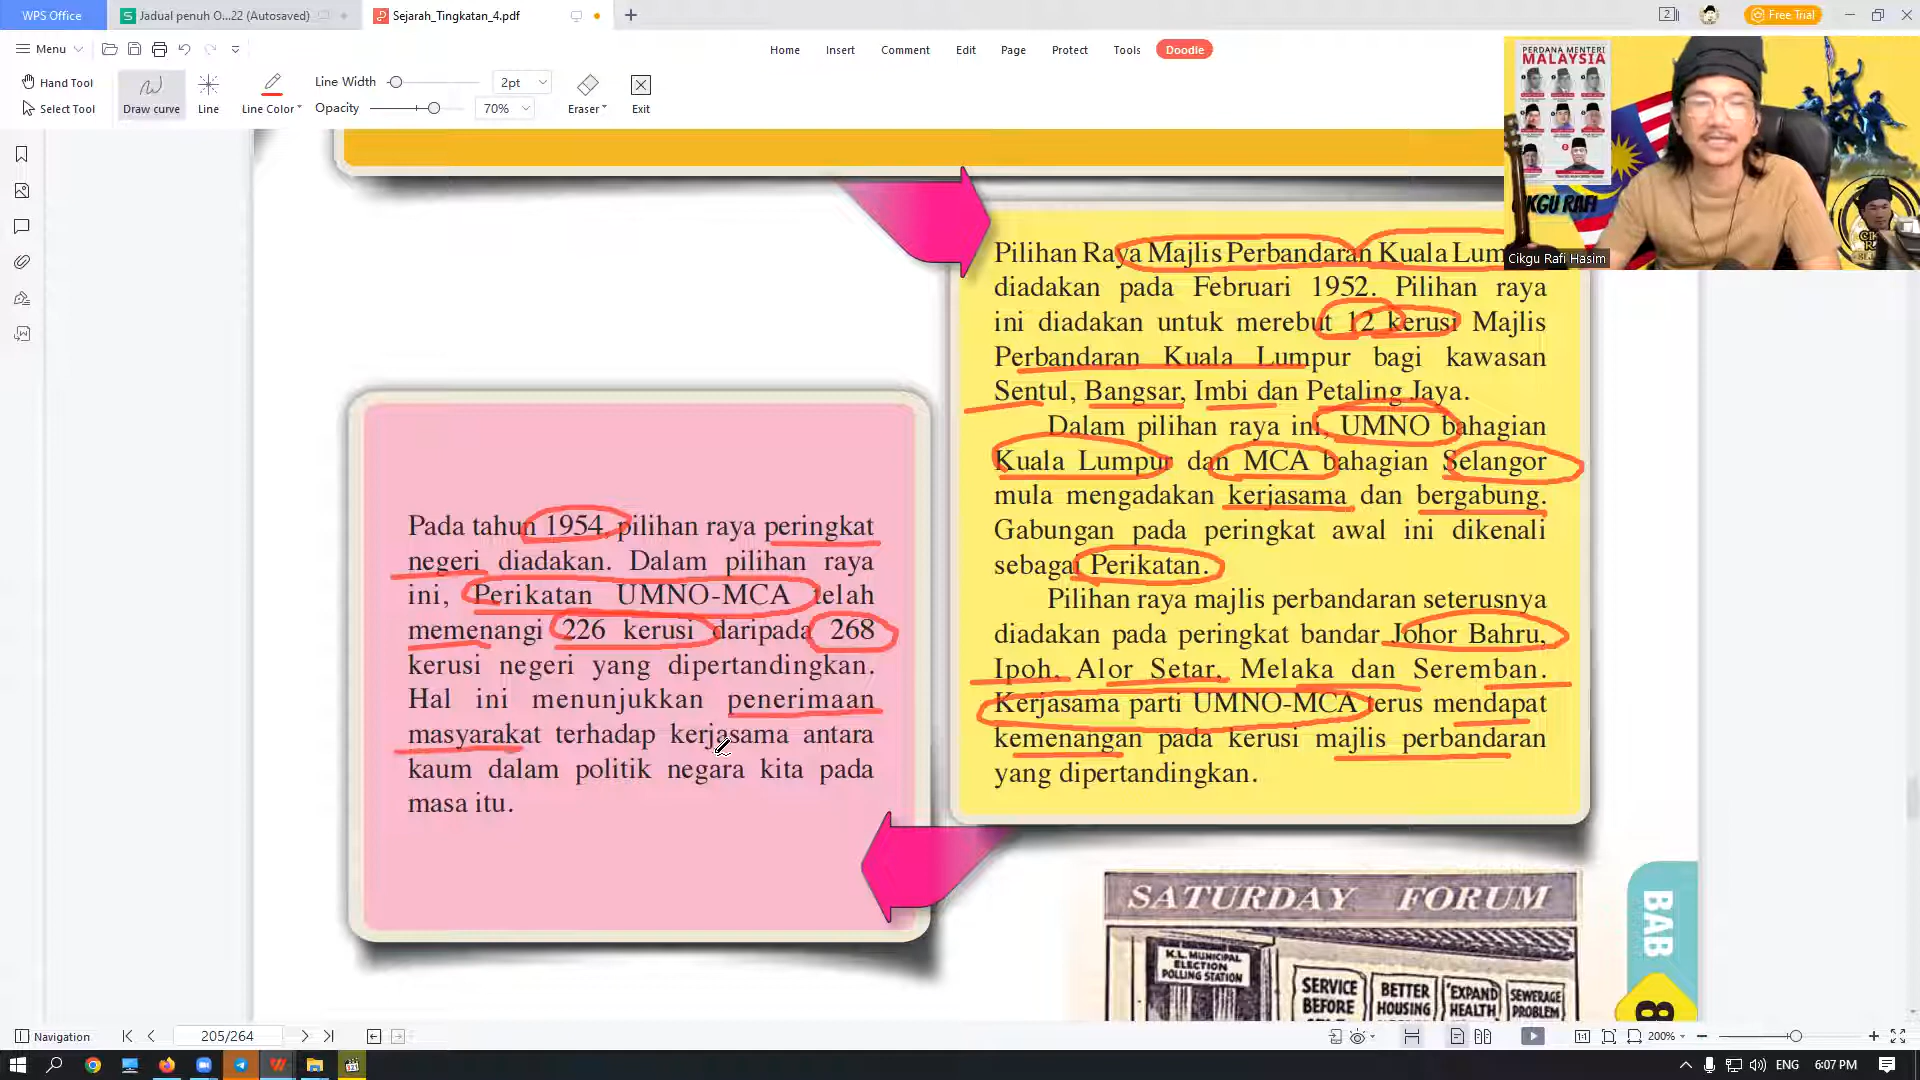 WPS Office
Jadual penuh O...22 (Autosaved)
Sejarah_Tingkatan_4.pdf
Free Trial
Menu
Home
Insert
Comment
Edit
Page
Protect
Tools
Doodle
Hand Tool
Select Tool
Draw curve
Line
Line Color
Line Width
2pt
Opacity
70%
Eraser
Exit
PERDANA MENTERI
MALAYSIA
CIKGU RAFI
Cikgu Rafi Hasim
Pilihan Raya Majlis Perbandaran Kuala Lum
diadakan pada Februari 1952. Pilihan raya
ini diadakan untuk merebut 12 kerusi Majlis
Perbandaran Kuala Lumpur bagi kawasan
Sentul, Bangsar, Imbi dan Petaling Jaya.
Dalam pilihan raya ini, UMNO bahagian
Kuala Lumpur dan MCA bahagian Selangor
mula mengadakan kerjasama dan bergabung.
Gabungan pada peringkat awal ini dikenali
sebagai Perikatan.
Pilihan raya majlis perbandaran seterusnya
diadakan pada peringkat bandar Johor Bahru,
Ipoh, Alor Setar, Melaka dan Seremban.
Kerjasama parti UMNO-MCA terus mendapat
kemenangan pada kerusi majlis perbandaran
yang dipertandingkan.
Pada tahun 1954, pilihan raya peringkat
negeri diadakan. Dalam pilihan raya
ini, Perikatan UMNO-MCA telah
memenangi 226 kerusi daripada 268
kerusi negeri yang dipertandingkan.
Hal ini menunjukkan penerimaan
masyarakat terhadap kerjasama antara
kaum dalam politik negara kita pada
masa itu.
SATURDAY FORUM
K.L. MUNICIPAL
ELECTION
POLLING STATION
SERVICE
BEFORE
BETTER
HOUSING
EXPAND
HEALTH
SEWERAGE
PROBLEM
BAB
8
Navigation
205/264
200%
ENG
6:07 PM